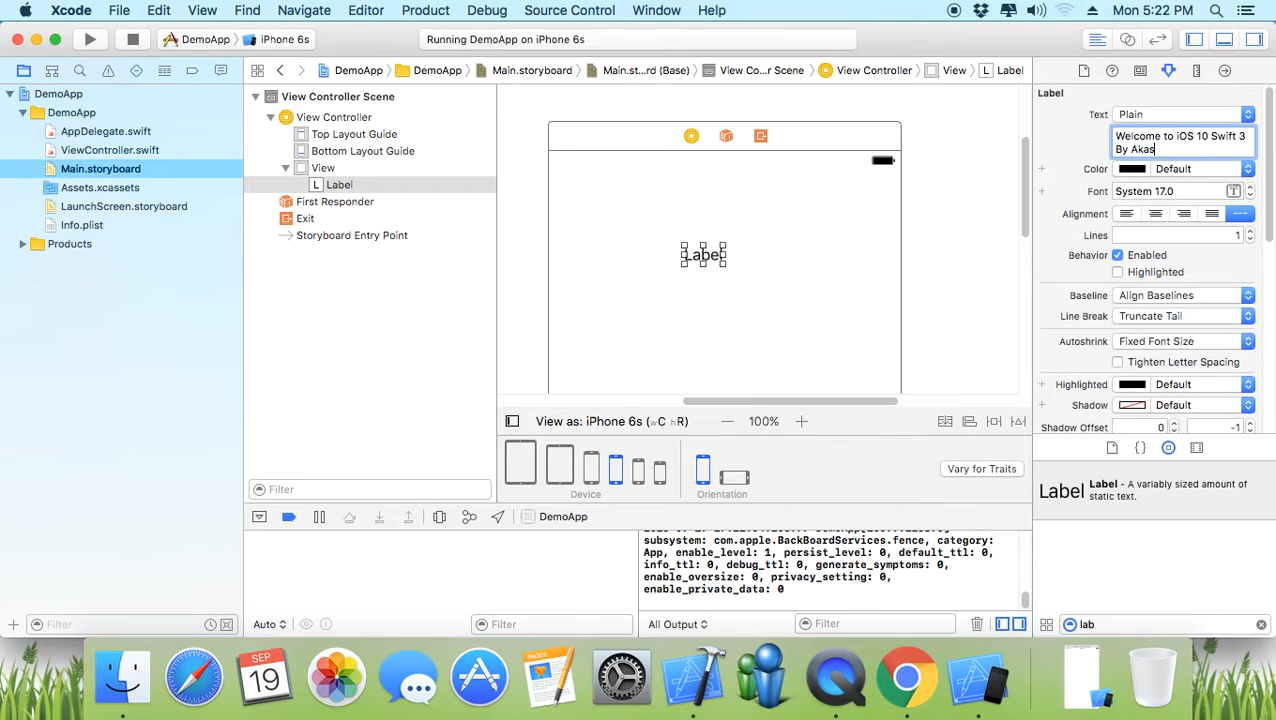 Xcode File Edit View Find Navigate Editor Product Debug Source Control Window Help Mon 5:22 PM
DemoApp iPhone 6s Running DemoApp on iPhone 6s
DemoApp DemoApp Main.storyboard Main.st...rd (Base) View Co...r Scene View Controller View L Label
DemoApp
DemoApp
AppDelegate.swift
ViewController.swift
Main.storyboard
Assets.xcassets
LaunchScreen.storyboard
Info.plist
Products
View Controller Scene
View Controller
Top Layout Guide
Bottom Layout Guide
View
L Label
First Responder
Exit
Storyboard Entry Point
Label
Label
Text Plain
Welcome to iOS 10 Swift 3
By Akas
Color Default
Font System 17.0 T
Alignment
Lines 1
Behavior Enabled
Highlighted
Baseline Align Baselines
Line Break Truncate Tail
Autoshrink Fixed Font Size
Tighten Letter Spacing
Highlighted Default
Shadow Default
Shadow Offset 0 -1
View as: iPhone 6s (wC hR) 100%
Device Orientation
Vary for Traits
Filter
DemoApp
subsystem: com.apple.BackBoardServices.fence, category:
App, enable_level: 1, persist_level: 0, default_ttl: 0,
info_ttl: 0, debug_ttl: 0, generate_symptoms: 0,
enable_oversize: 0, privacy_setting: 0,
enable_private_data: 0
Label Label - A variably sized amount of
static text.
Filter
Auto Filter
All Output Filter
lab
SEP
19